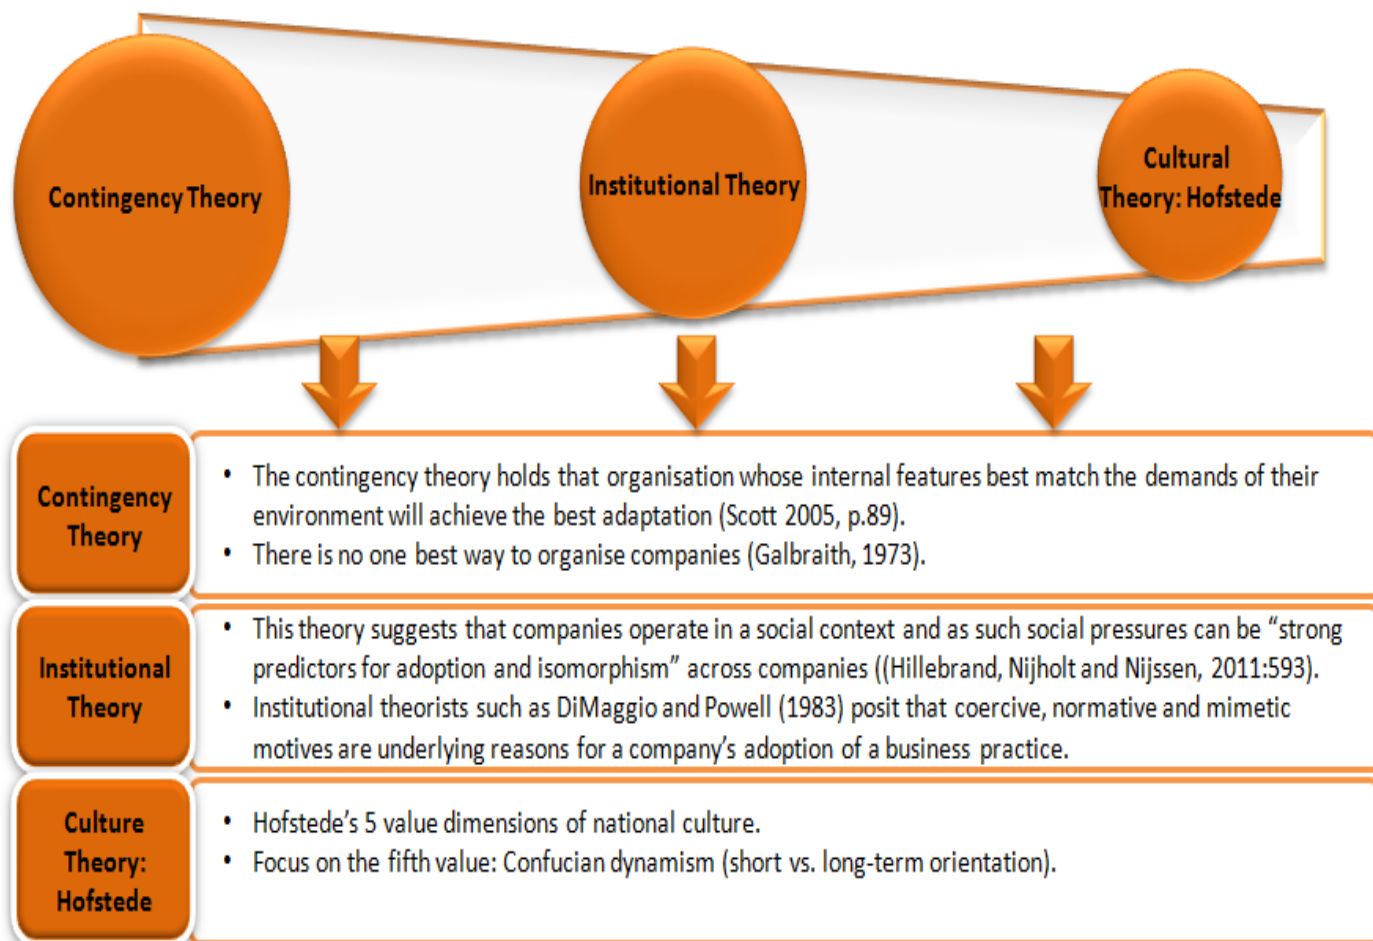 Contingency Theory
Institutional Theory
Cultural
Theory: Hofstede
Contingency
Theory
• The contingency theory holds that organisation whose internal features best match the demands of their
environment will achieve the best adaptation (Scott 2005, p.89).
• There is no one best way to organise companies (Galbraith, 1973).
Institutional
Theory
• This theory suggests that companies operate in a social context and as such social pressures can be “strong
predictors for adoption and isomorphism” across companies ((Hillebrand, Nijholt and Nijssen, 2011:593).
• Institutional theorists such as DiMaggio and Powell (1983) posit that coercive, normative and mimetic
motives are underlying reasons for a company’s adoption of a business practice.
Culture
Theory:
Hofstede
• Hofstede’s 5 value dimensions of national culture.
• Focus on the fifth value: Confucian dynamism (short vs. long-term orientation).